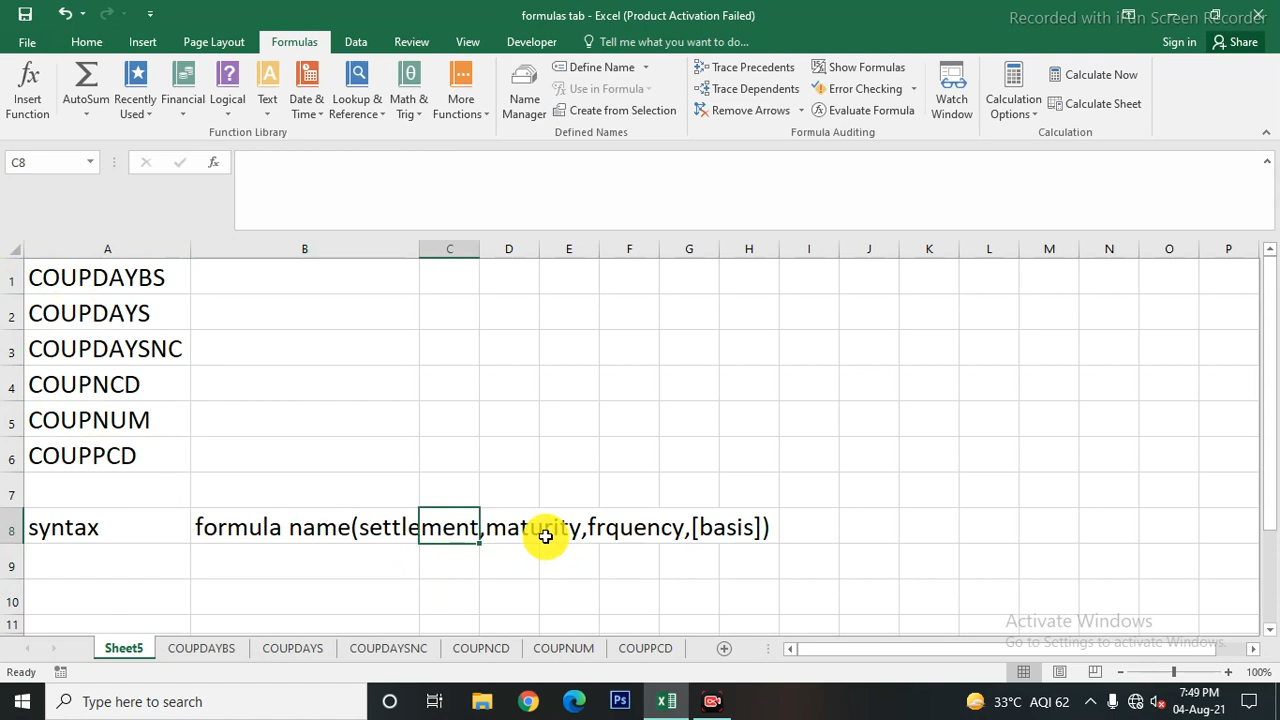 formulas tab - Excel (Product Activation Failed)
Recorded with iFun Screen Recorder
File Home Insert Page Layout Formulas Data Review View Developer Tell me what you want to do... Sign in Share
Insert Function
AutoSum
Recently Used
Financial
Logical
Text
Date & Time
Lookup & Reference
Math & Trig
More Functions
Function Library
Name Manager
Define Name
Use in Formula
Create from Selection
Defined Names
Trace Precedents
Trace Dependents
Remove Arrows
Show Formulas
Error Checking
Evaluate Formula
Formula Auditing
Watch Window
Calculation Options
Calculate Now
Calculate Sheet
Calculation
C8 fx
A B C D E F G H I J K L M N O P
1 COUPDAYBS
2 COUPDAYS
3 COUPDAYSNC
4 COUPNCD
5 COUPNUM
6 COUPPCD
7
8 syntax formula name(settlement,maturity,frquency,[basis])
9
10
11
Activate Windows
Go to Settings to activate Windows.
Sheet5 COUPDAYBS COUPDAY COUPDAYSNC COUPNCD COUPNUM COUPPCD
Ready 100%
Type here to search
Ps
33°C AQI 62
7:49 PM
04-Aug-21